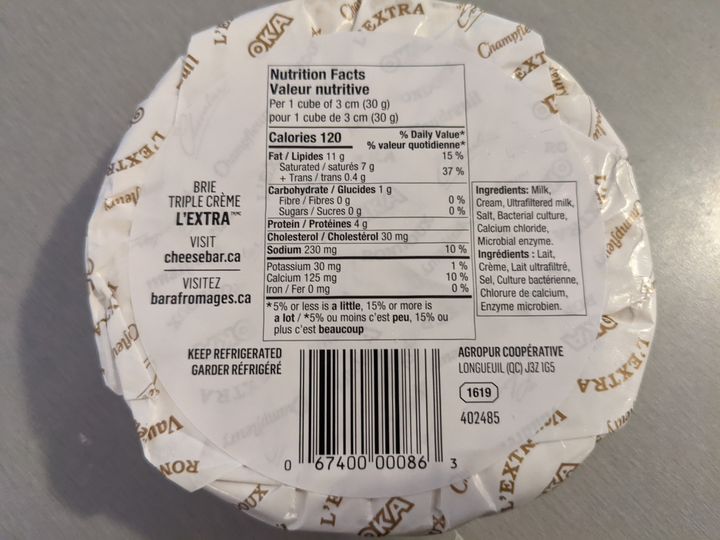 Nutrition Facts
Valeur nutritive
Per 1 cube of 3 cm (30 g)
pour 1 cube de 3 cm (30 g)
Calories 120
% Daily Value*
% valeur quotidienne*
Fat / Lipides 11 g 15 %
Saturated / saturés 7 g
+ Trans / trans 0.4 g 37 %
Carbohydrate / Glucides 1 g
Fibre / Fibres 0 g 0 %
Sugars / Sucres 0 g 0 %
Protein / Protéines 4 g
Cholesterol / Cholestérol 30 mg
Sodium 230 mg 10 %
Potassium 30 mg 1 %
Calcium 125 mg 10 %
Iron / Fer 0 mg 0 %
*5% or less is a little, 15% or more is
a lot / *5% ou moins c'est peu, 15% ou
plus c'est beaucoup
BRIE
TRIPLE CRÈME
L'EXTRA
VISIT
cheesebar.ca
VISITEZ
barafromages.ca
Ingredients: Milk,
Cream, Ultrafiltered milk,
Salt, Bacterial culture,
Calcium chloride,
Microbial enzyme.
Ingrédients : Lait,
Crème, Lait ultrafiltré,
Sel, Culture bactérienne,
Chlorure de calcium,
Enzyme microbien.
KEEP REFRIGERATED
GARDER RÉFRIGÉRÉ
0 67400 00086 3
AGROPUR COOPÉRATIVE
LONGUEUIL (QC) J3Z 1G5
1619
402485
OKA
L'EXTRA
L'EXTRA
OKA